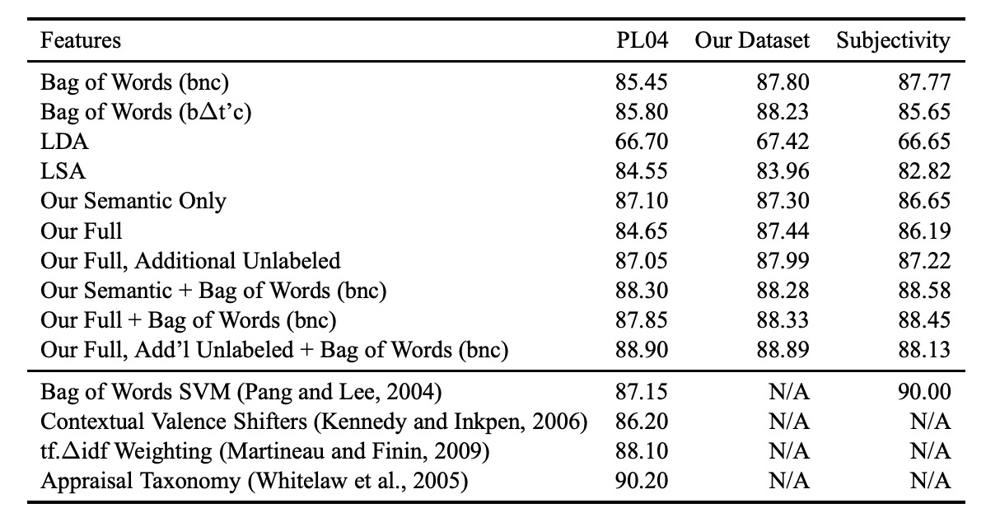 Features PL04 Our Dataset Subjectivity
Bag of Words (bnc) 85.45 87.80 87.77
Bag of Words (bΔt’c) 85.80 88.23 85.65
LDA 66.70 67.42 66.65
LSA 84.55 83.96 82.82
Our Semantic Only 87.10 87.30 86.65
Our Full 84.65 87.44 86.19
Our Full, Additional Unlabeled 87.05 87.99 87.22
Our Semantic + Bag of Words (bnc) 88.30 88.28 88.58
Our Full + Bag of Words (bnc) 87.85 88.33 88.45
Our Full, Add’l Unlabeled + Bag of Words (bnc) 88.90 88.89 88.13
Bag of Words SVM (Pang and Lee, 2004) 87.15 N/A 90.00
Contextual Valence Shifters (Kennedy and Inkpen, 2006) 86.20 N/A N/A
tf.Δidf Weighting (Martineau and Finin, 2009) 88.10 N/A N/A
Appraisal Taxonomy (Whitelaw et al., 2005) 90.20 N/A N/A